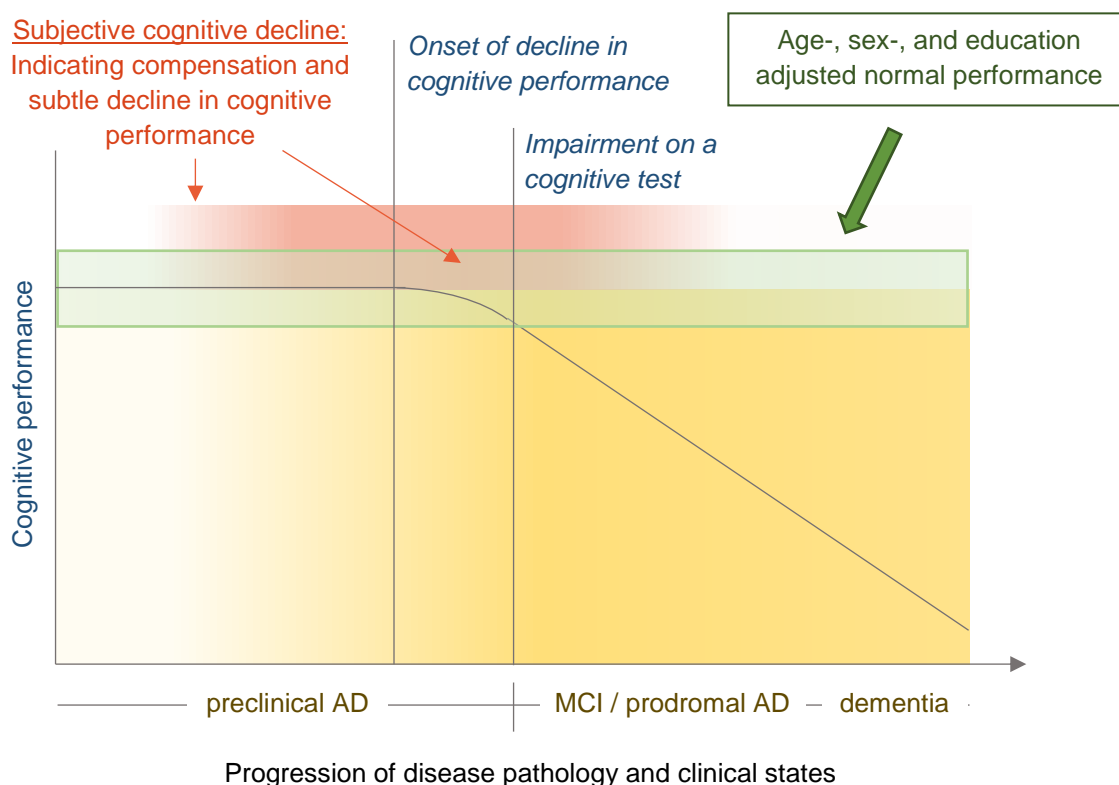 Subjective cognitive decline:
Indicating compensation and
subtle decline in cognitive
performance
Onset of decline in
cognitive performance
Impairment on a
cognitive test
Age-, sex-, and education
adjusted normal performance
Cognitive performance
preclinical AD
MCI / prodromal AD
dementia
Progression of disease pathology and clinical states